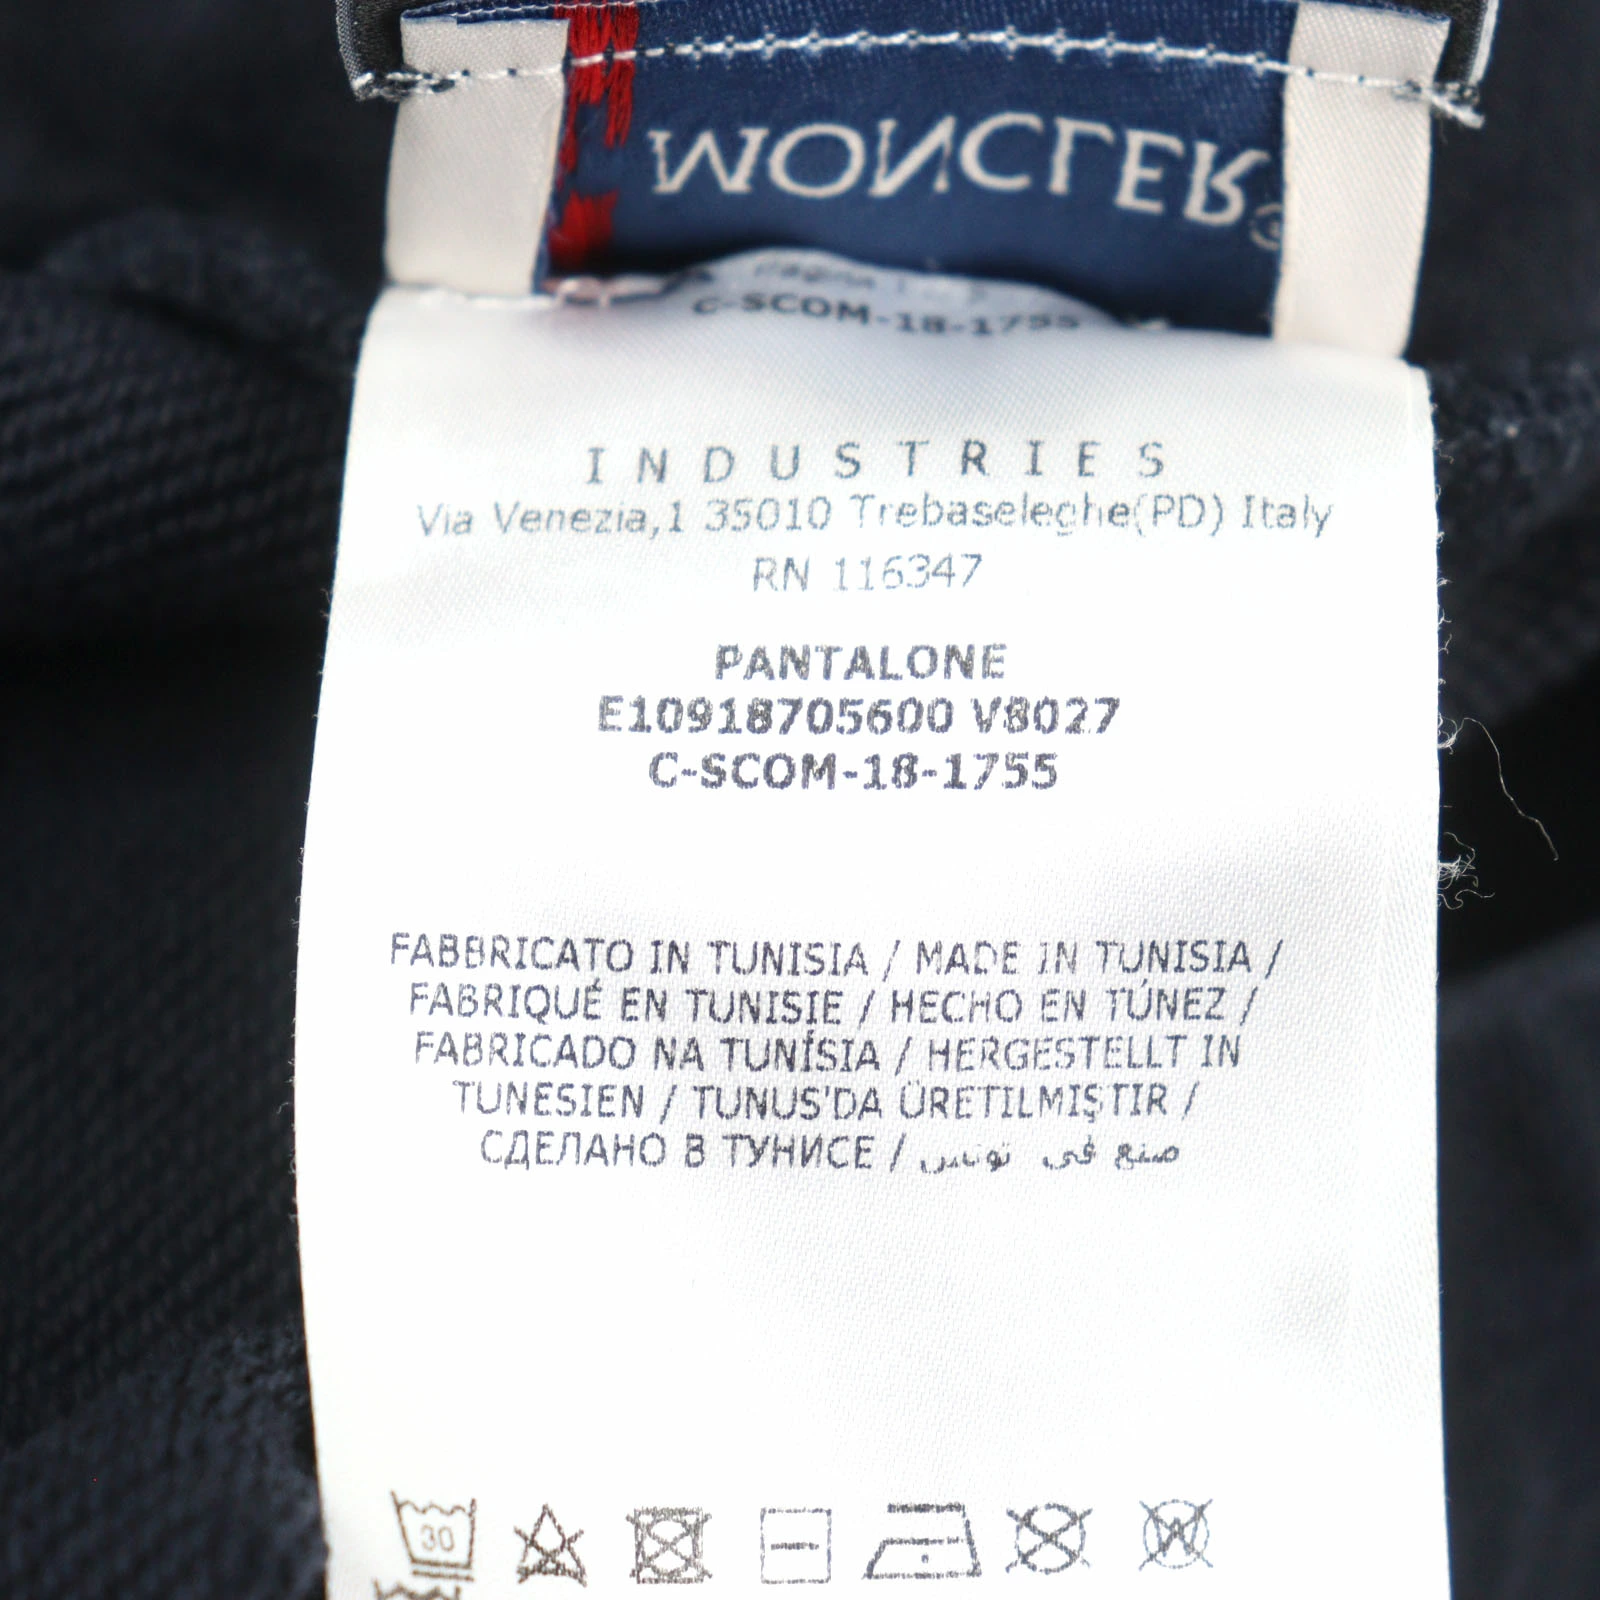 MONCLER
C-SCOM-18-1755
INDUSTRIES
Via Venezia,1 35010 Trebaseleghe(PD) Italy
RN 116347
PANTALONE
E10918705600 V8027
C-SCOM-18-1755
FABBRICATO IN TUNISIA / MADE IN TUNISIA /
FABRIQUÉ EN TUNISIE / HECHO EN TÚNEZ /
FABRICADO NA TUNÍSIA / HERGESTELLT IN
TUNESIEN / TUNUS'DA ÜRETILMIŞTIR /
СДЕЛАНО В ТУНИСЕ / صنع في تونس
30
W